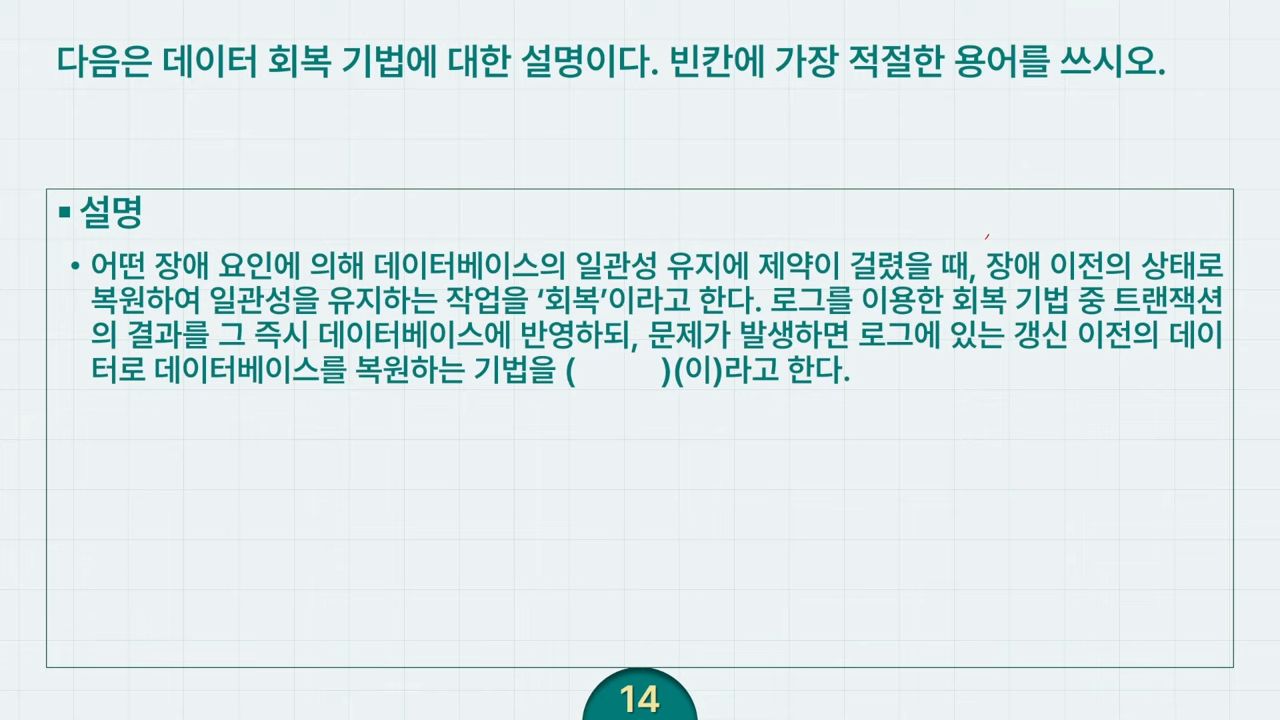 다음은 데이터 회복 기법에 대한 설명이다. 빈칸에 가장 적절한 용어를 쓰시오.
▪ 설명
• 어떤 장애 요인에 의해 데이터베이스의 일관성 유지에 제약이 걸렸을 때, 장애 이전의 상태로
복원하여 일관성을 유지하는 작업을 ‘회복’이라고 한다. 로그를 이용한 회복 기법 중 트랜잭션
의 결과를 그 즉시 데이터베이스에 반영하되, 문제가 발생하면 로그에 있는 갱신 이전의 데이
터로 데이터베이스를 복원하는 기법을 (          )(이)라고 한다.
14